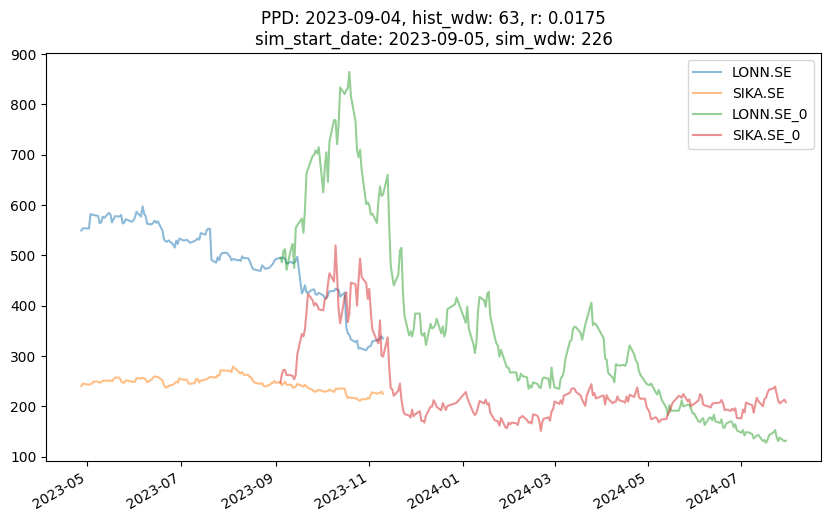 PPD: 2023-09-04, hist_wdw: 63, r: 0.0175
sim_start_date: 2023-09-05, sim_wdw: 226
900
800
700
600
500
400
300
200
100
LONN.SE
SIKA.SE
LONN.SE_0
SIKA.SE_0
2023-05
2023-07
2023-09
2023-11
2024-01
2024-03
2024-05
2024-07